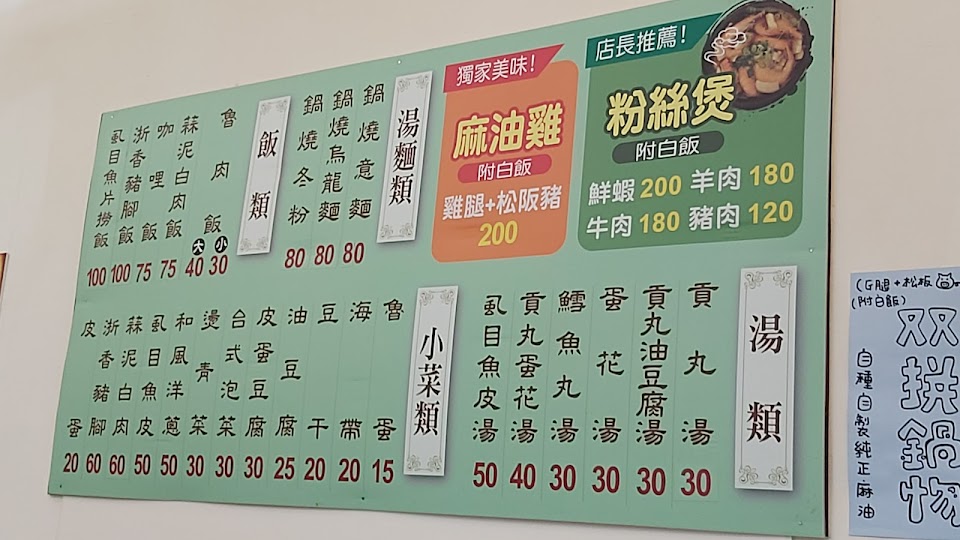 店長推薦!
粉絲煲
附白飯
鮮蝦 200 羊肉 180
牛肉 180 豬肉 120
獨家美味!
麻油雞
附白飯
雞腿+松阪豬
200
湯麵類
鍋燒意麵 80
鍋燒烏龍麵 80
鍋燒冬粉 80
飯類
魯肉飯 小 30 大 40
蒜泥白肉飯 75
咖哩飯 75
浙香豬腳飯 100
虱目魚片撈飯 100
湯類
貢丸湯 30
貢丸油豆腐湯 30
蛋花湯 30
鱈魚丸湯 30
貢丸蛋花湯 40
虱目魚皮湯 50
小菜類
魯蛋 15
海帶 20
豆干 20
油豆腐 25
皮蛋豆腐 30
台式泡菜 30
燙青菜 30
和風洋蔥 50
虱目魚皮 50
蒜泥白肉 60
浙香豬腳 60
皮蛋 20
(G腿+松板
(附白飯)
双拼鍋物
自種自製純正麻油